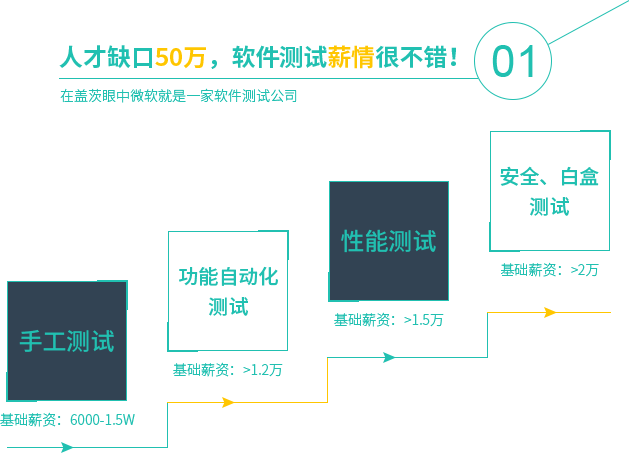 人才缺口50万，软件测试薪情很不错！
01
在盖茨眼中微软就是一家软件测试公司
手工测试
基础薪资：6000-1.5W
功能自动化
测试
基础薪资：>1.2万
性能测试
基础薪资：>1.5万
安全、白盒
测试
基础薪资：>2万